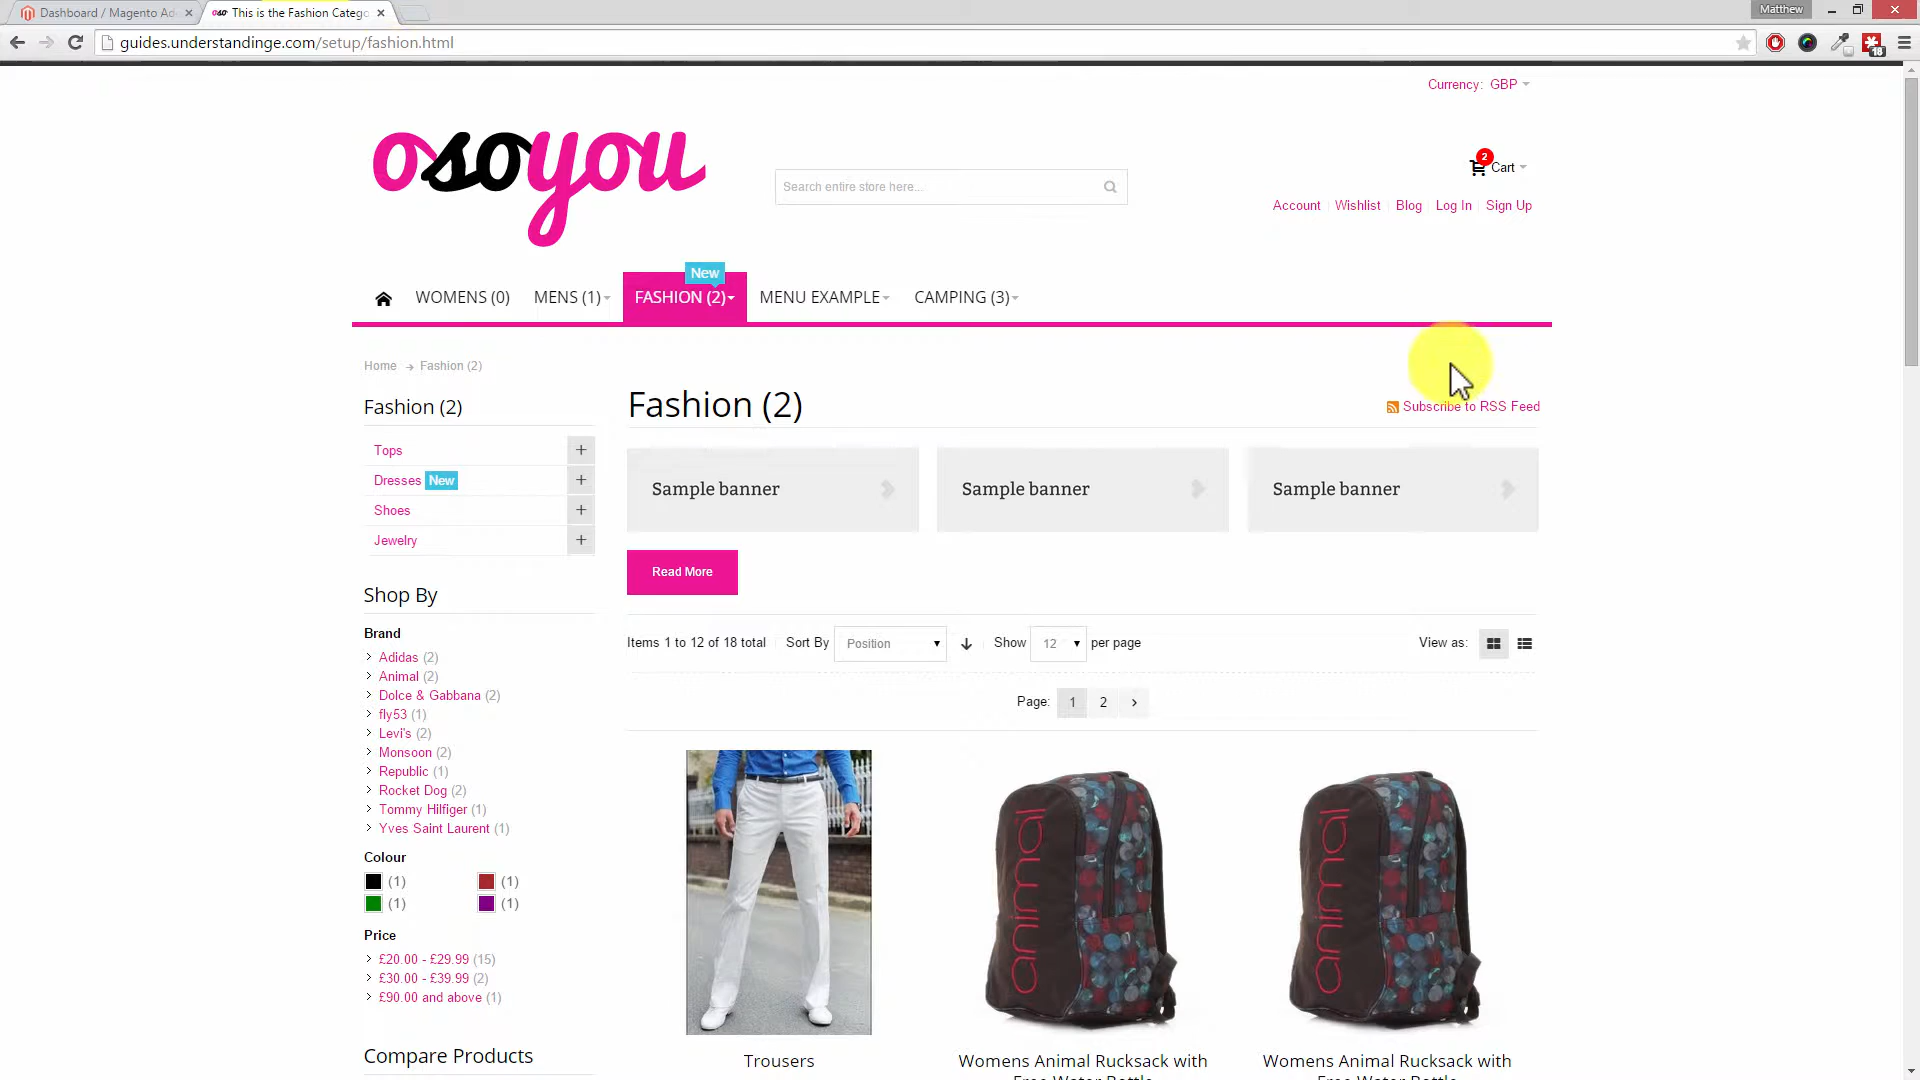 Dashboard / Magento Ad
This is the Fashion Catego
Matthew
guides.understandinge.com/setup/fashion.html
18
Currency: GBP
osoyou
Search entire store here...
2
Cart
Account
Wishlist
Blog
Log In
Sign Up
New
WOMENS (0)
MENS (1)
FASHION (2)
MENU EXAMPLE
CAMPING (3)
Home
Fashion (2)
Fashion (2)
Tops
Dresses New
Shoes
Jewelry
Shop By
Brand
Adidas (2)
Animal (2)
Dolce & Gabbana (2)
fly53 (1)
Levi's (2)
Monsoon (2)
Republic (1)
Rocket Dog (2)
Tommy Hilfiger (1)
Yves Saint Laurent (1)
Colour
(1)
(1)
(1)
(1)
Price
£20.00 - £29.99 (15)
£30.00 - £39.99 (2)
£90.00 and above (1)
Compare Products
Fashion (2)
Subscribe to RSS Feed
Sample banner
Sample banner
Sample banner
Read More
Items 1 to 12 of 18 total
Sort By
Position
Show
12
per page
View as:
Page:
1
2
animal
animal
Trousers
Womens Animal Rucksack with
Free Water Bottle
Womens Animal Rucksack with
Free Water Bottle